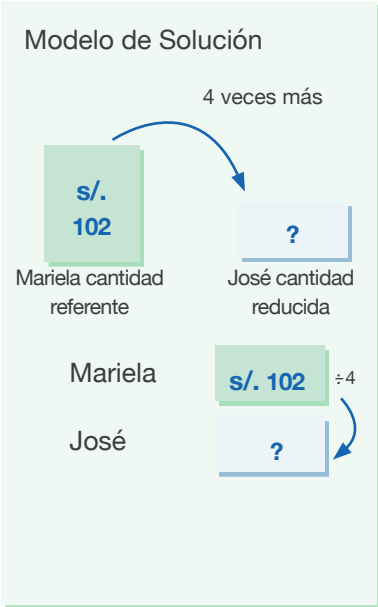 Modelo de Solución
4 veces más
s/.
102
?
Mariela cantidad
referente
José cantidad
reducida
Mariela
s/. 102
÷4
José
?